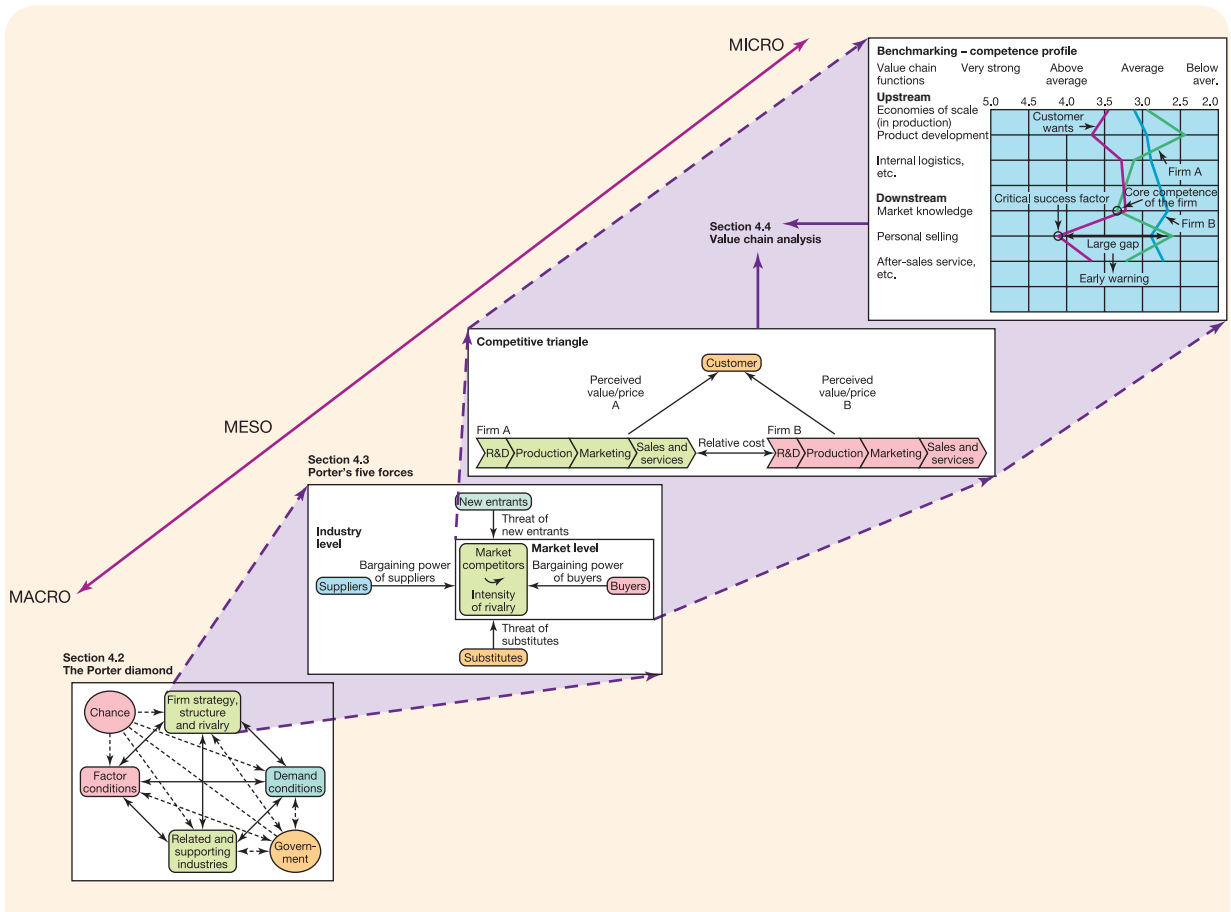 MICRO
MESO
MACRO
Benchmarking – competence profile
Value chain
functions
Very strong
Above
average
Average
Below
aver.
Upstream
5.0 4.5 4.0 3.5 3.0 2.5 2.0
Economies of scale
(in production)
Product development
Internal logistics,
etc.
Downstream
Market knowledge
Personal selling
After-sales service,
etc.
Customer
wants
Firm A
Critical success factor
Core competence
of the firm
Firm B
Large gap
Early warning
Section 4.4
Value chain analysis
Competitive triangle
Customer
Perceived
value/price
A
Perceived
value/price
B
Firm A
R&D
Production
Marketing
Sales and
services
Relative cost
Firm B
R&D
Production
Marketing
Sales and
services
Section 4.3
Porter's five forces
Industry
level
New entrants
Threat of
new entrants
Market level
Market
competitors
Intensity
of rivalry
Bargaining power
of suppliers
Suppliers
Bargaining power
of buyers
Buyers
Threat of
substitutes
Substitutes
Section 4.2
The Porter diamond
Chance
Firm strategy,
structure
and rivalry
Factor
conditions
Demand
conditions
Related and
supporting
industries
Govern-
ment